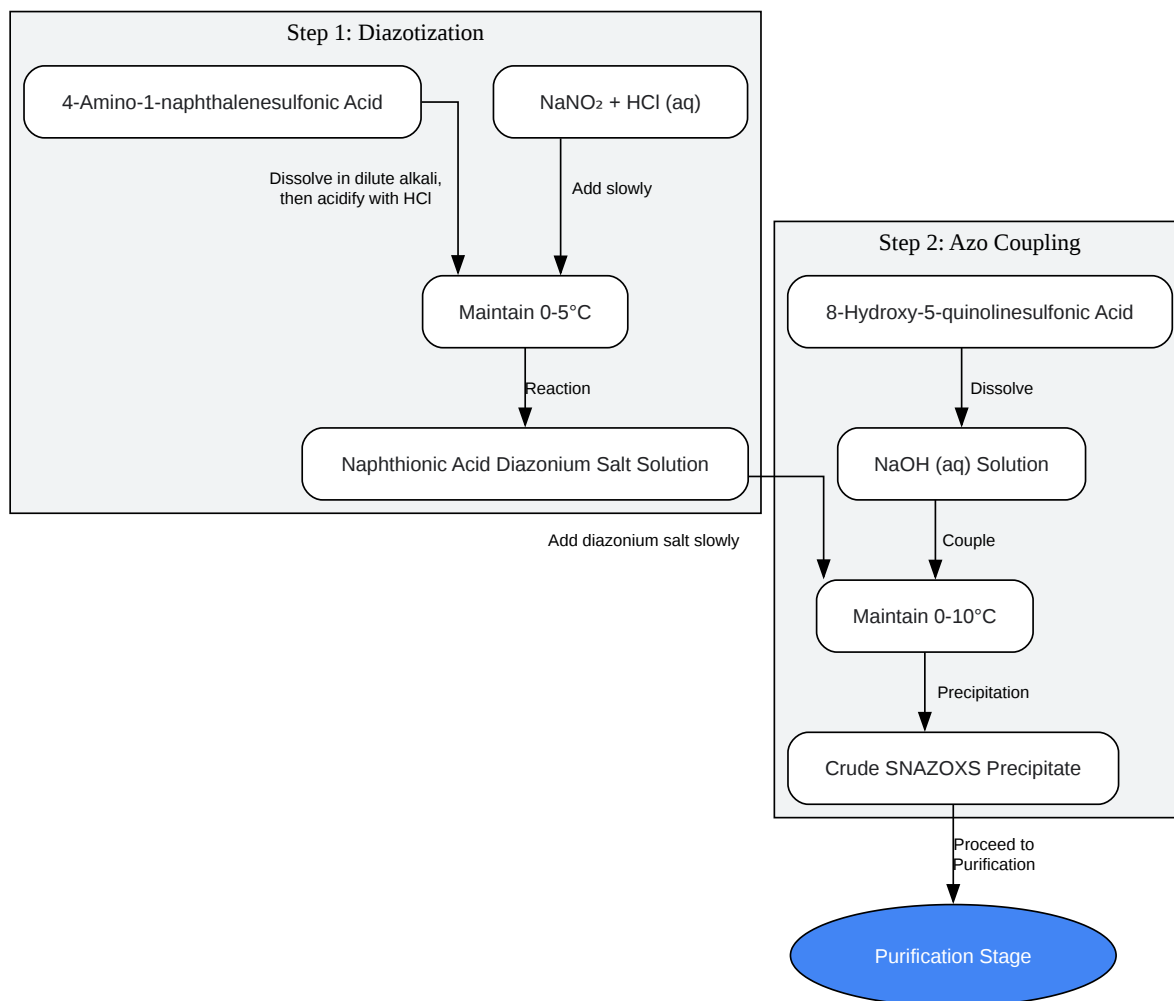 Step 1: Diazotization
4-Amino-1-naphthalenesulfonic Acid
NaNO₂ + HCl (aq)
Dissolve in dilute alkali,
then acidify with HCl
Add slowly
Maintain 0-5°C
Reaction
Naphthionic Acid Diazonium Salt Solution
Add diazonium salt slowly
Step 2: Azo Coupling
8-Hydroxy-5-quinolinesulfonic Acid
Dissolve
NaOH (aq) Solution
Couple
Maintain 0-10°C
Precipitation
Crude SNAZOXS Precipitate
Proceed to
Purification
Purification Stage